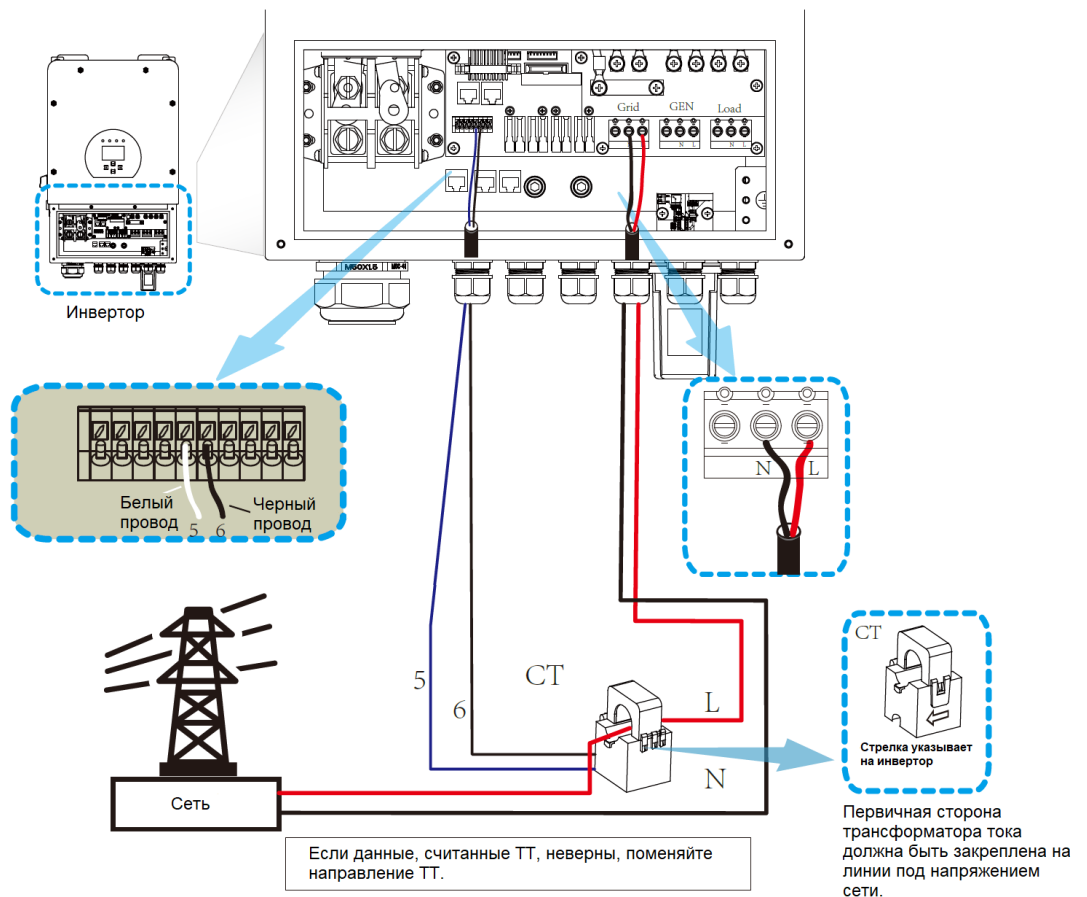 Grid
GEN
Load
N
L
N
L
M50X15
Инвертор
Белый
провод
5
6
Черный
провод
N
L
5
6
CT
L
N
CT
Стрелка указывает
на инвертор
Сеть
Первичная сторона
трансформатора тока
должна быть закреплена на
линии под напряжением
сети.
Если данные, считанные ТТ, неверны, поменяйте
направление ТТ.